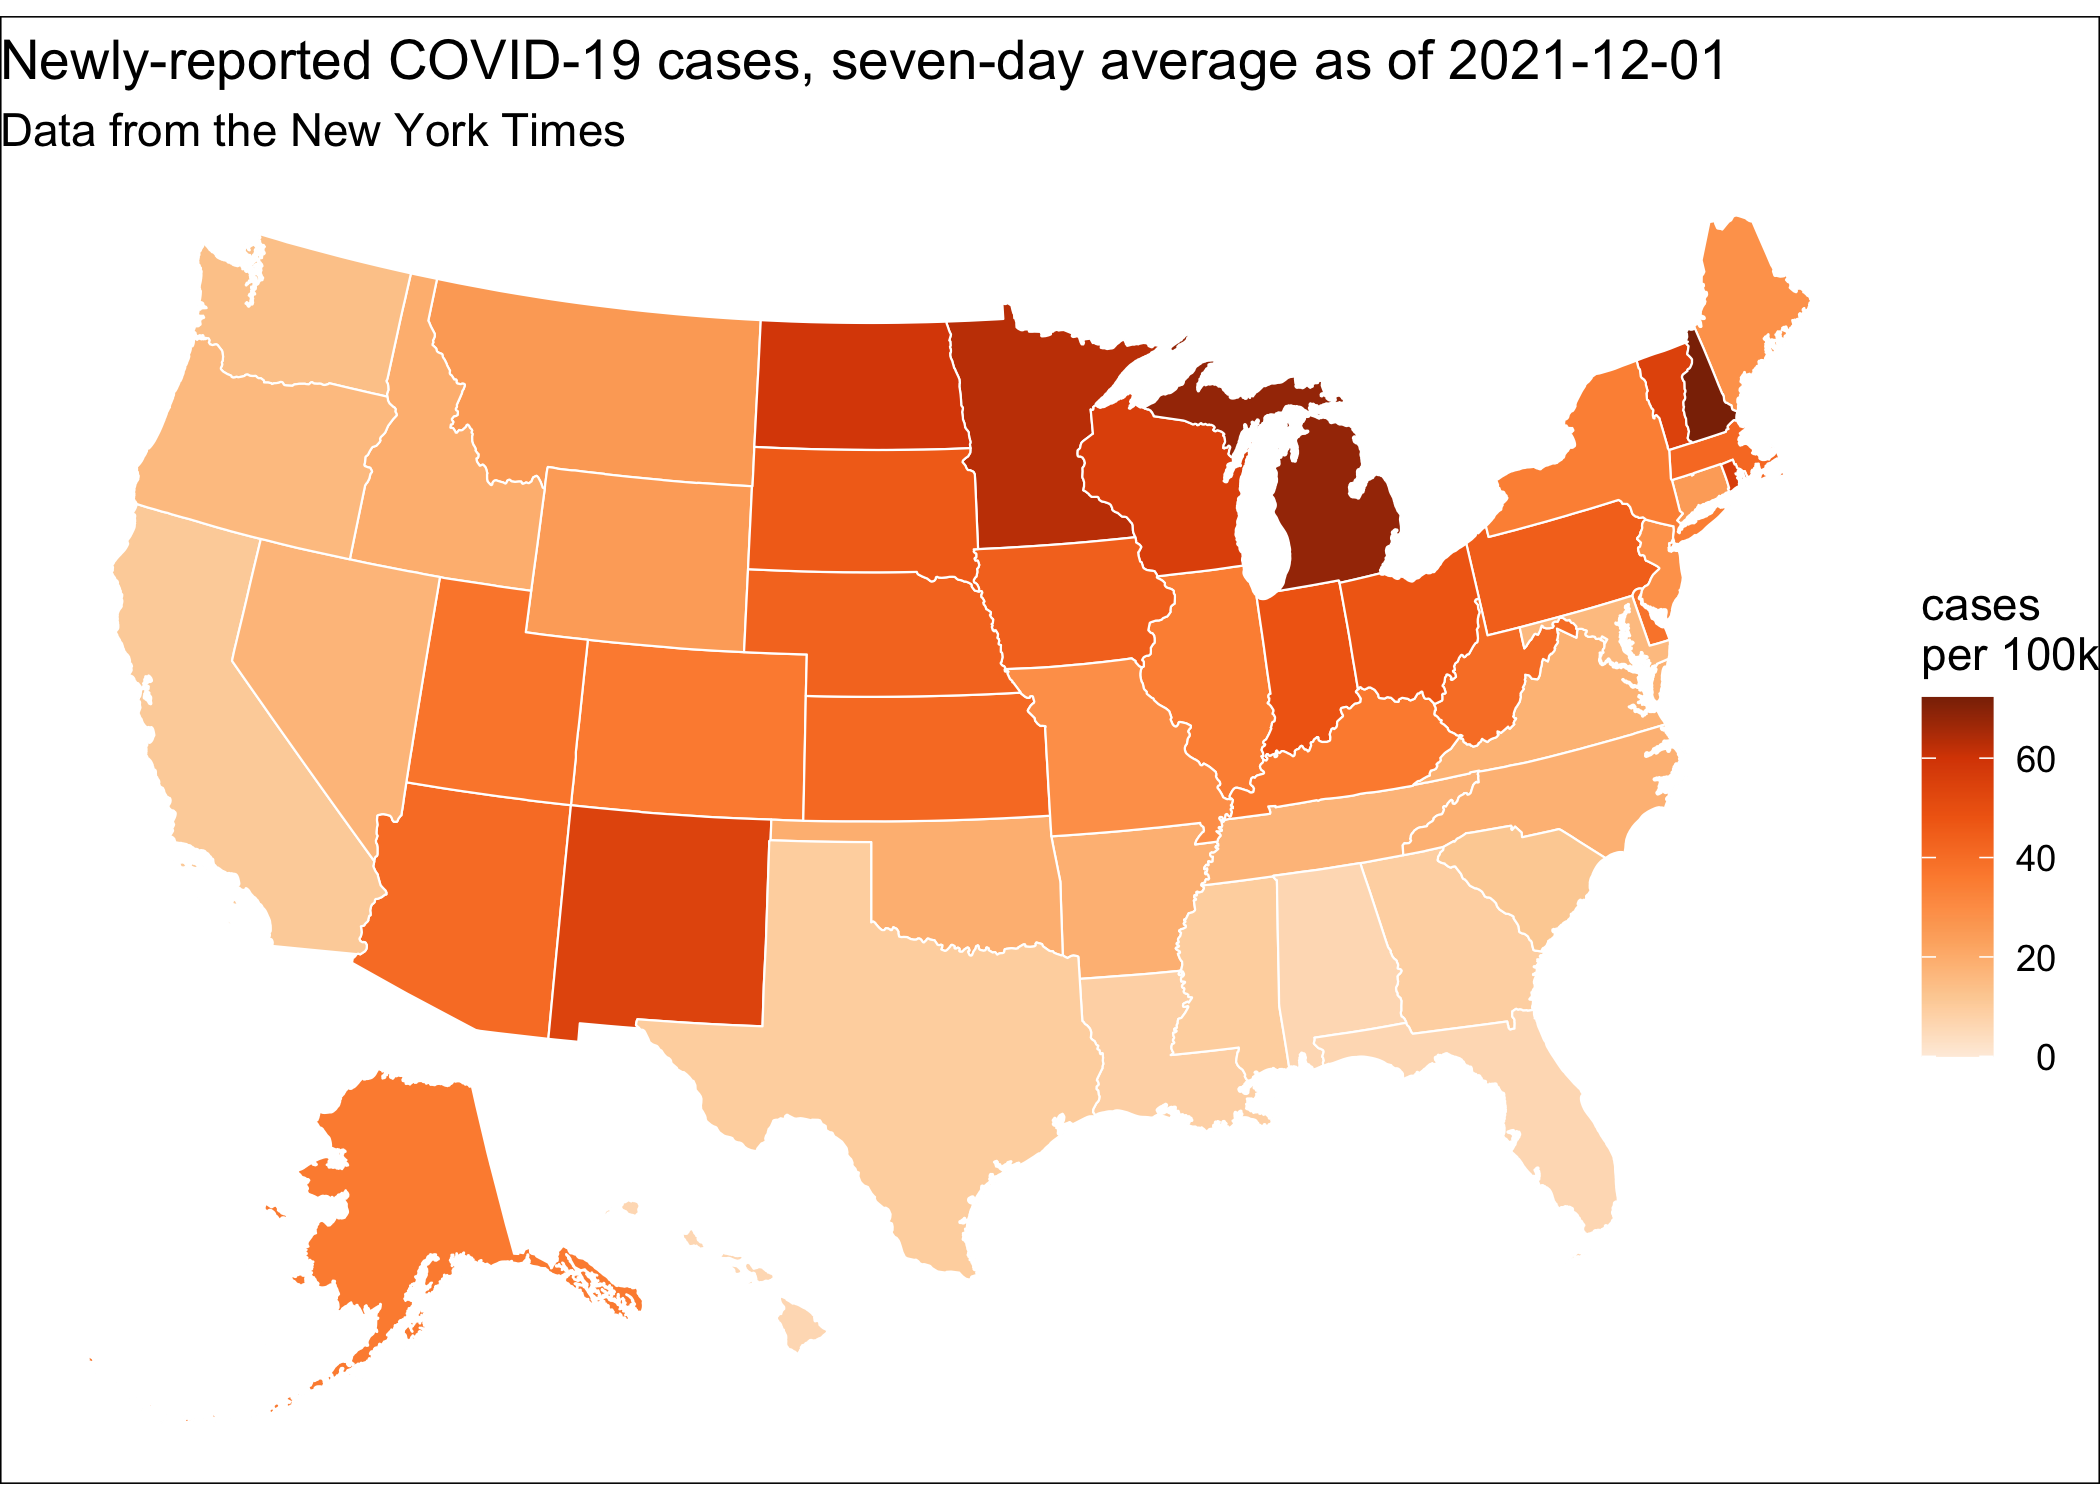 Newly-reported COVID-19 cases, seven-day average as of 2021-12-01
Data from the New York Times
cases
per 100k
60
40
20
0